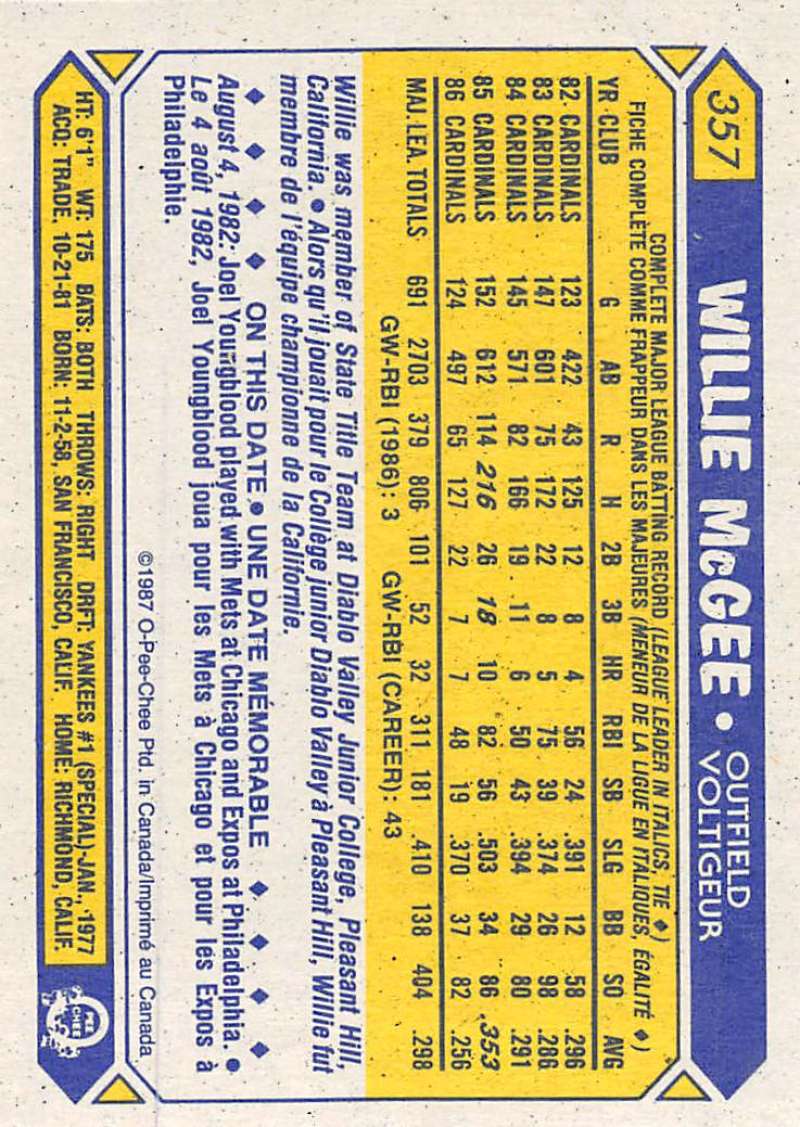 357 WILLIE McGEE • OUTFIELD
VOLTIGEUR
COMPLETE MAJOR LEAGUE BATTING RECORD (LEAGUE LEADER IN ITALICS, TIE ♦)
FICHE COMPLÈTE COMME FRAPPEUR DANS LES MAJEURES (MENEUR DE LA LIGUE EN ITALIQUES, ÉGALITÉ ♦)
YR CLUB G AB R H 2B 3B HR RBI SB SLG BB SO AVG
82 CARDINALS 123 422 43 125 12 8 4 56 24 .391 12 58 .296
83 CARDINALS 147 601 75 172 22 8 5 75 39 .374 26 98 .286
84 CARDINALS 145 571 82 166 19 11 6 50 43 .394 29 80 .291
85 CARDINALS 152 612 114 216 26 18 10 82 56 .503 34 86 .353
86 CARDINALS 124 497 65 127 22 7 7 48 19 .370 37 82 .256
MAJ. LEA. TOTALS 691 2703 379 806 101 52 32 311 181 .410 138 404 .298
GW-RBI (1986): 3 GW-RBI (CAREER): 43
Willie was member of State Title Team at Diablo Valley Junior College, Pleasant Hill,
California. • Alors qu'il jouait pour le Collège junior Diablo Valley à Pleasant Hill, Willie fut
membre de l'équipe championne de la Californie.
♦ ♦ ♦ ♦ ON THIS DATE • UNE DATE MÉMORABLE ♦ ♦ ♦ ♦
August 4, 1982: Joel Youngblood played with Mets at Chicago and Expos at Philadelphia. •
Le 4 août 1982, Joel Youngblood joua pour les Mets à Chicago et pour les Expos à
Philadelphie.
©1987 O-Pee-Chee Ptd. in Canada/Imprimé au Canada
HT: 6'1" WT: 175 BATS: BOTH THROWS: RIGHT DRFT: YANKEES #1 (SPECIAL)-JAN., 1977
ACQ: TRADE, 10-21-81 BORN: 11-2-58, SAN FRANCISCO, CALIF. HOME: RICHMOND, CALIF.
O
PEE
CHEE